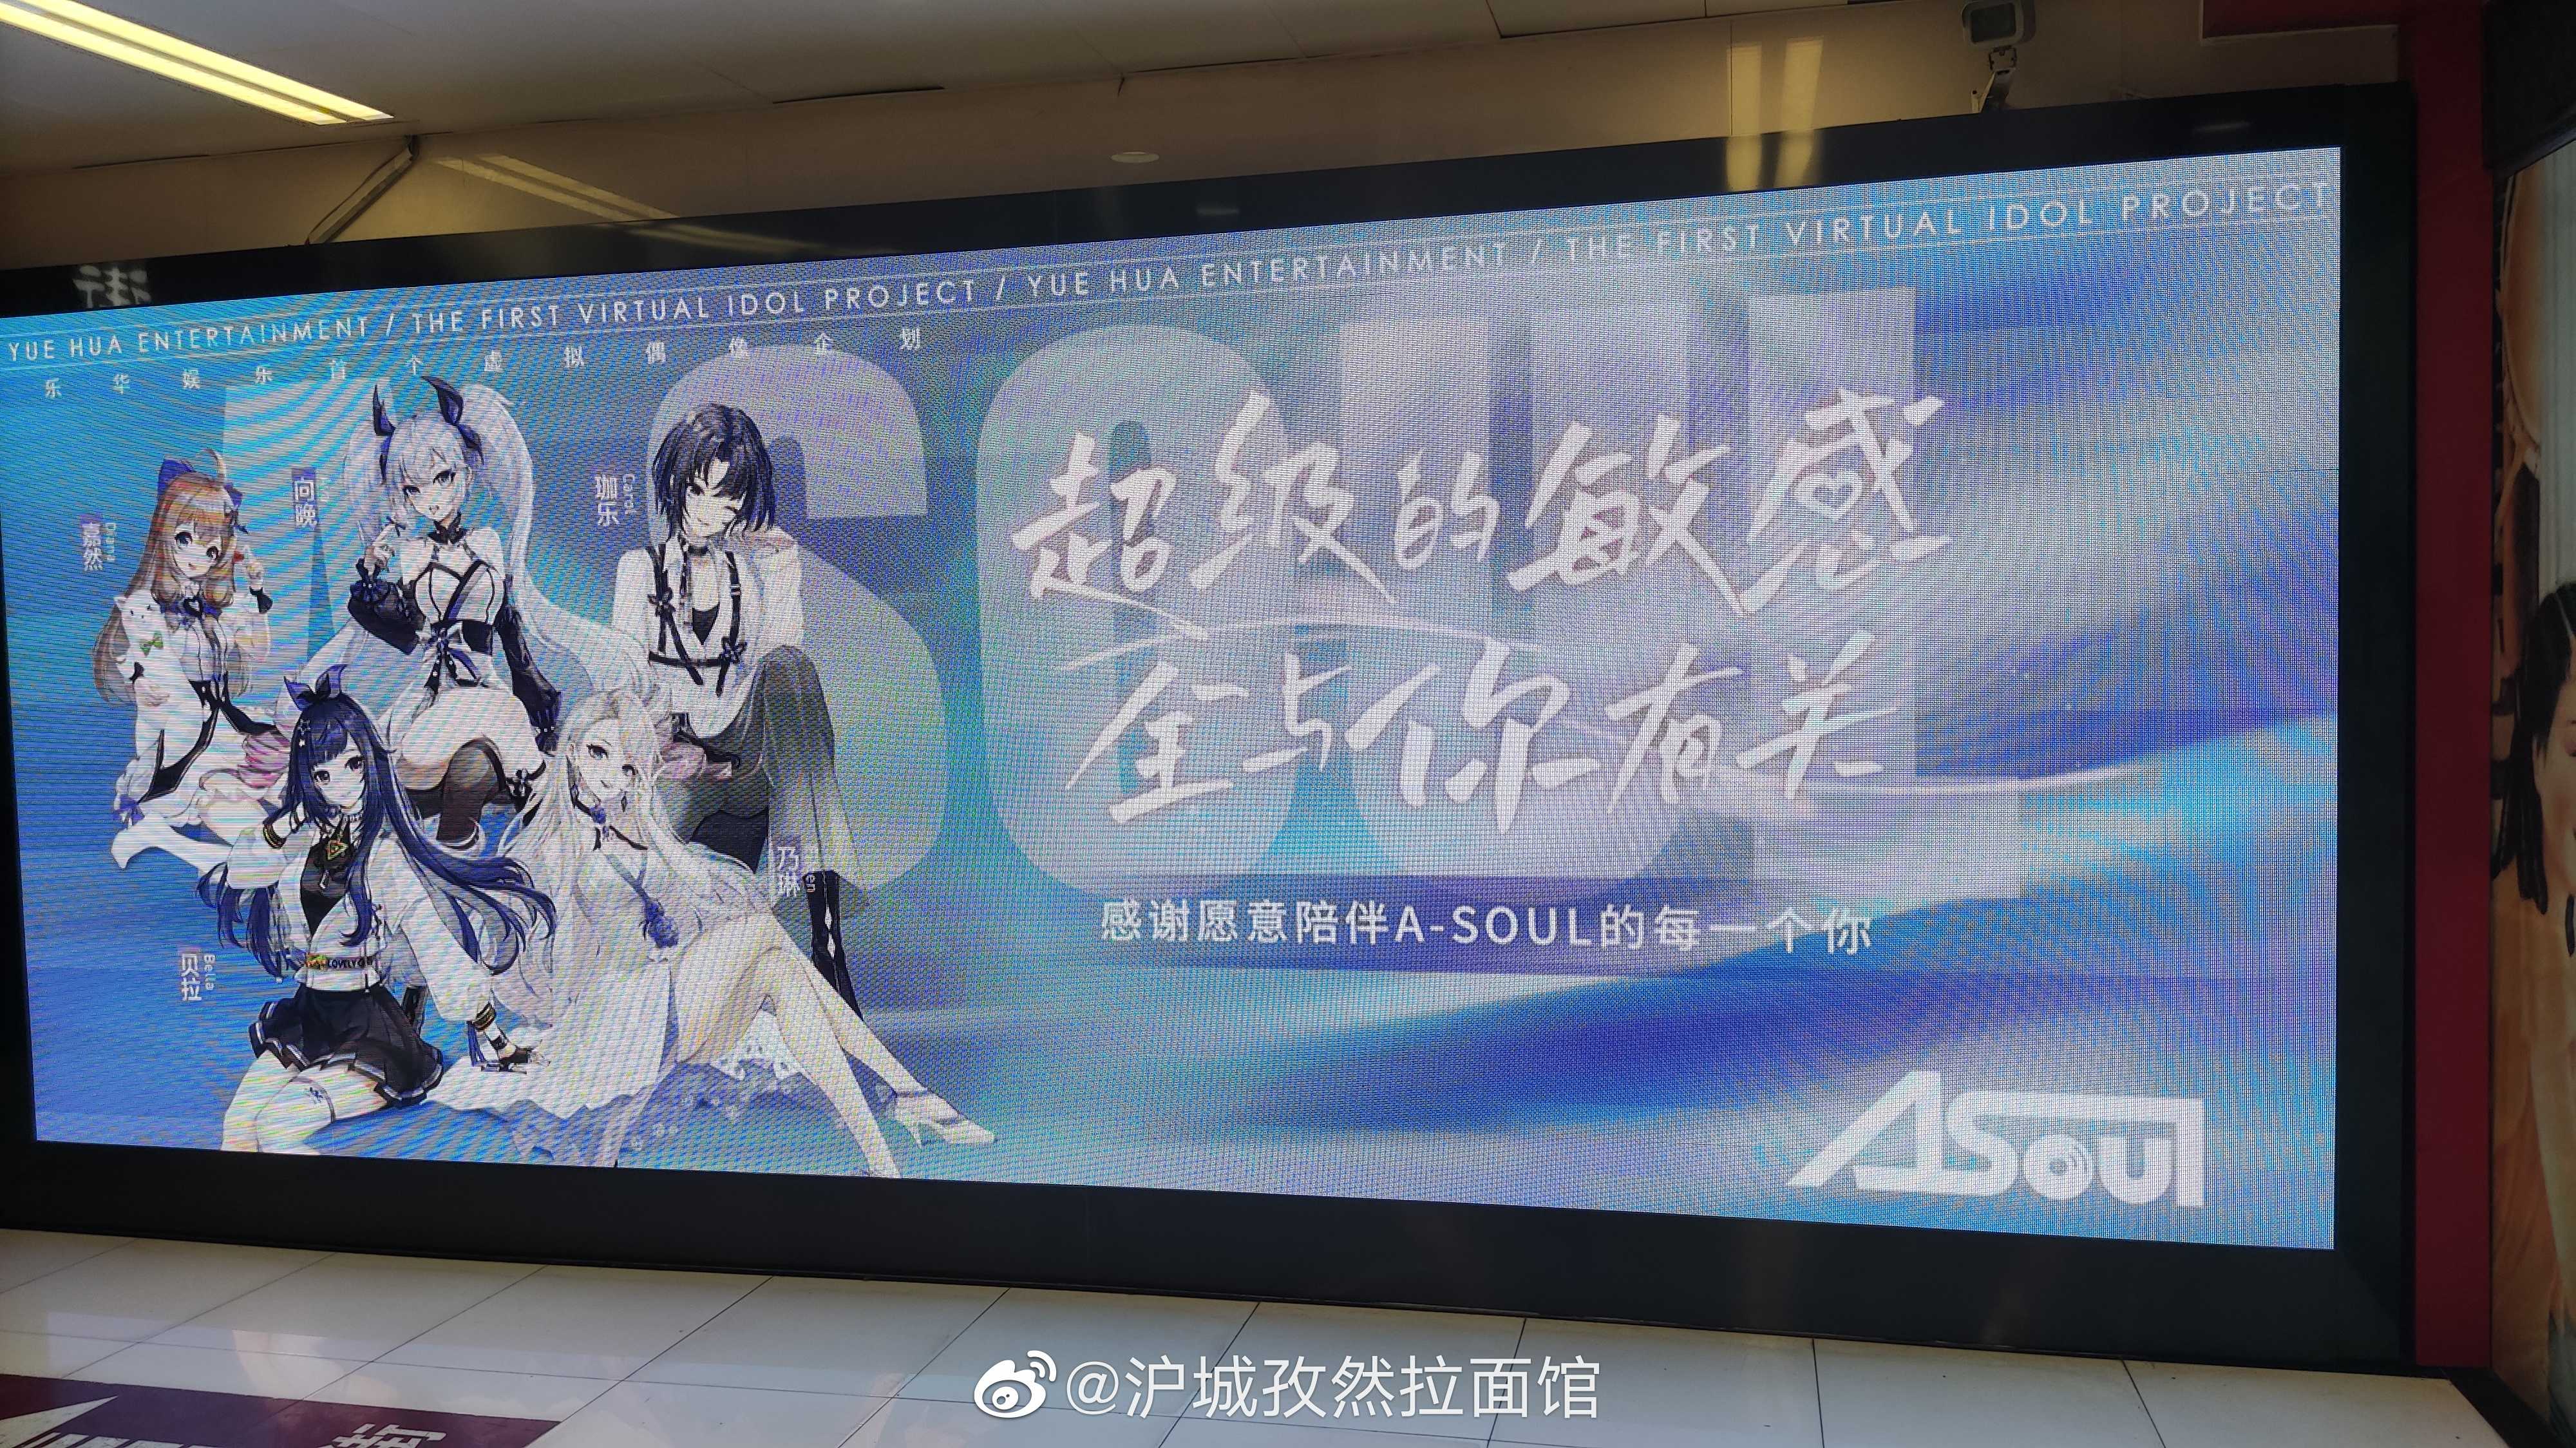 YUE HUA ENTERTAINMENT / THE FIRST VIRTUAL IDOL PROJECT / YUE HUA ENTERTAINMENT / THE FIRST VIRTUAL IDOL PROJECT
乐华娱乐首个虚拟偶像企划
嘉然 Diana
向晚
珈乐 Carol
贝拉 Bella
乃琳 en
LOVELY
SOUL
超级的敏感
全与你有关
感谢愿意陪伴A-SOUL的每一个你
ASOUL
@沪城孜然拉面馆